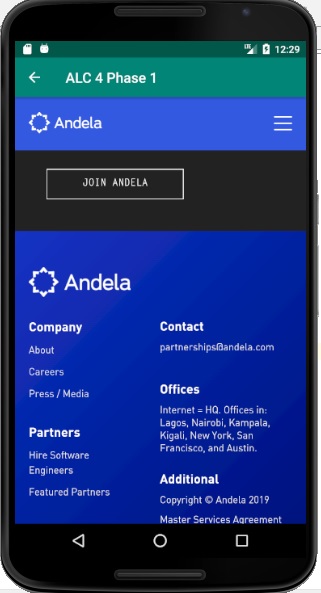 12:29
ALC 4 Phase 1
Andela
JOIN ANDELA
Andela
Company
About
Careers
Press / Media
Partners
Hire Software
Engineers
Featured Partners
Contact
partnerships@andela.com
Offices
Internet = HQ. Offices in:
Lagos, Nairobi, Kampala,
Kigali, New York, San
Francisco, and Austin.
Additional
Copyright © Andela 2019
Master Services Agreement